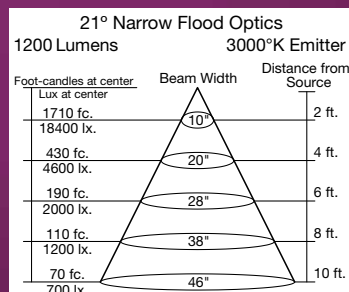 21º Narrow Flood Optics
1200 Lumens 3000°K Emitter
Foot-candles at center
Lux at center
Beam Width
Distance from
Source
1710 fc.
18400 lx.
10"
2 ft.
430 fc.
4600 lx.
20"
4 ft.
190 fc.
2000 lx.
28"
6 ft.
110 fc.
1200 lx.
38"
8 ft.
70 fc.
700 lx.
46"
10 ft.